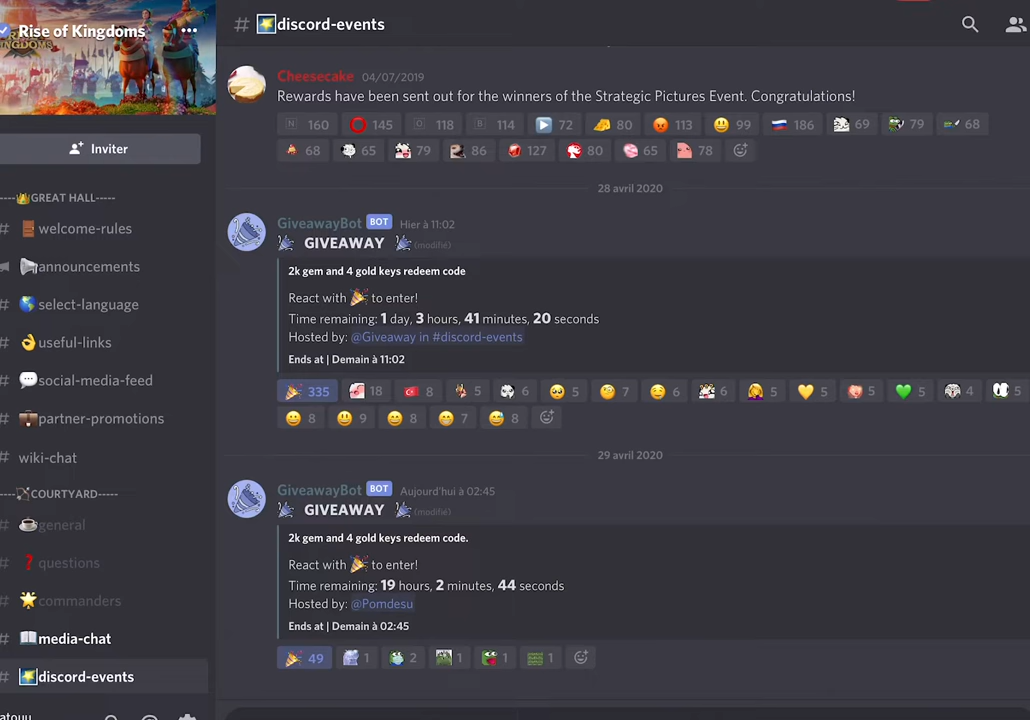 Rise of Kingdoms
Inviter
----👑GREAT HALL-----
# 🚪welcome-rules
📢announcements
# 🌎select-language
# 👌useful-links
# 💬social-media-feed
# 💼partner-promotions
wiki-chat
----🏹COURTYARD-----
# ☕general
# ❓questions
# 🌟commanders
# 📖media-chat
# discord-events
# discord-events
Cheesecake 04/07/2019
Rewards have been sent out for the winners of the Strategic Pictures Event. Congratulations!
N 160 145 O 118 B 114 72 80 113 99 186 69 79 68
68 65 79 86 127 80 65 78
28 avril 2020
GiveawayBot BOT Hier à 11:02
🎉 GIVEAWAY 🎉 (modifié)
2k gem and 4 gold keys redeem code
React with 🎉 to enter!
Time remaining: 1 day, 3 hours, 41 minutes, 20 seconds
Hosted by: @Giveaway in #discord-events
Ends at | Demain à 11:02
335 18 8 5 6 5 7 6 6 5 5 5 5 4 5
8 9 8 7 8
29 avril 2020
GiveawayBot BOT Aujourd'hui à 02:45
🎉 GIVEAWAY 🎉 (modifié)
2k gem and 4 gold keys redeem code.
React with 🎉 to enter!
Time remaining: 19 hours, 2 minutes, 44 seconds
Hosted by: @Pomdesu
Ends at | Demain à 02:45
49 1 2 1 1 1